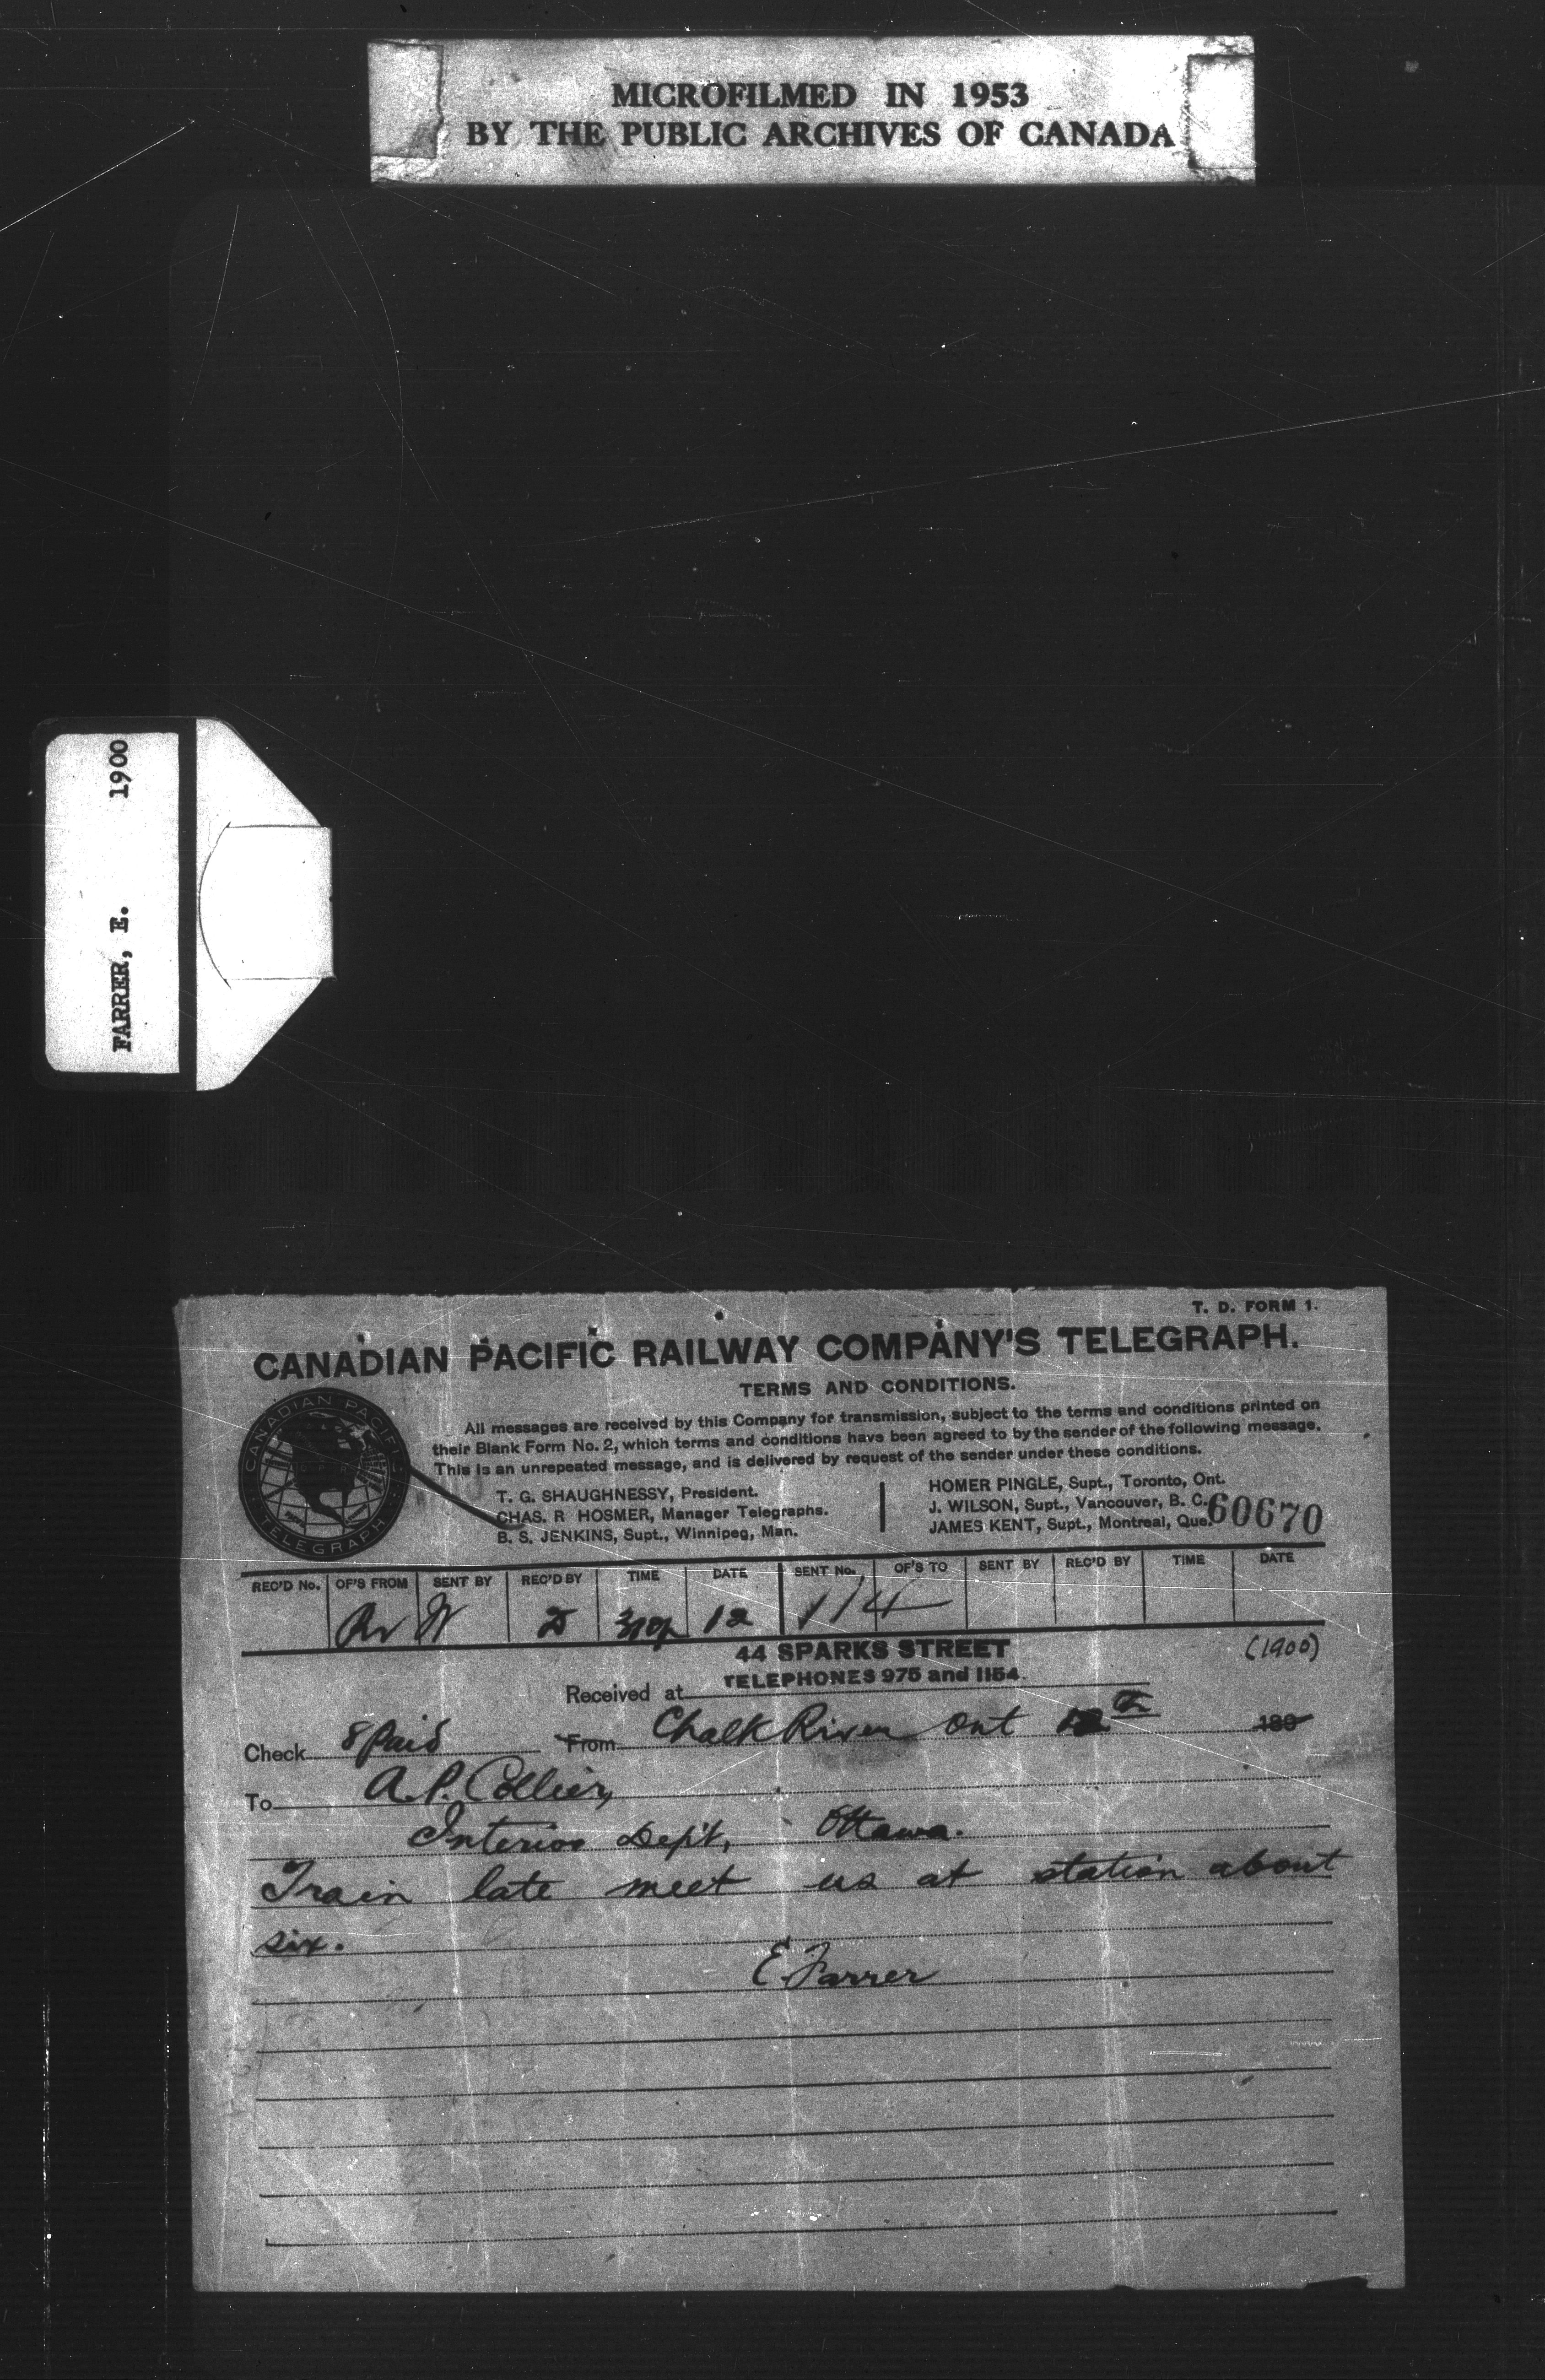 MICROFILMED IN 1953
BY THE PUBLIC ARCHIVES OF CANADA
FARRER, E. 1900
T. D. FORM 1.
CANADIAN PACIFIC RAILWAY COMPANY'S TELEGRAPH.
TERMS AND CONDITIONS.
All messages are received by this Company for transmission, subject to the terms and conditions printed on
their Blank Form No. 2, which terms and conditions have been agreed to by the sender of the following message.
This is an unrepeated message, and is delivered by request of the sender under these conditions.
CANADIAN PACIFIC TELEGRAPH
T. G. SHAUGHNESSY, President.
CHAS. R HOSMER, Manager Telegraphs.
B. S. JENKINS, Supt., Winnipeg, Man.
HOMER PINGLE, Supt., Toronto, Ont.
J. WILSON, Supt., Vancouver, B. C.
JAMES KENT, Supt., Montreal, Que.
60670
REC'D No. OF'S FROM SENT BY REC'D BY TIME DATE SENT No. OF'S TO SENT BY REC'D BY TIME DATE
12 114
44 SPARKS STREET (1900)
TELEPHONES 975 and 1154.
Received at
Check 8 Paid From Chalk River Ont 12th 189
To A.P. Collier,
Interior Dep't, Ottawa.
Train late meet us at station about
six.
E. Farrer